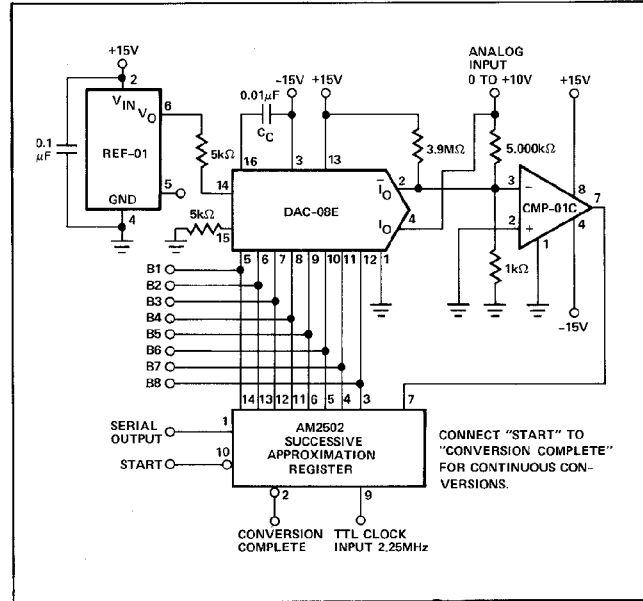 +15V
2
V_IN
V_O
6
0.1
μF
REF-01
5
GND
4
5kΩ
0.01μF
C_C
-15V
+15V
16
3
13
14
5kΩ
15
DAC-08E
3.9MΩ
I̅_O
2
I_O
4
ANALOG
INPUT
0 TO +10V
5.000kΩ
+15V
3
−
8
7
CMP-01C
2
+
4
1
1kΩ
-15V
5 6 7 8 9 10 11 12 1
B1
B2
B3
B4
B5
B6
B7
B8
14 13 12 11 6 5 4 3
7
SERIAL
OUTPUT
1
AM2502
SUCCESSIVE
APPROXIMATION
REGISTER
START
10
2
9
CONVERSION
COMPLETE
TTL CLOCK
INPUT 2.25MHz
CONNECT "START" TO
"CONVERSION COMPLETE"
FOR CONTINUOUS CON-
VERSIONS.